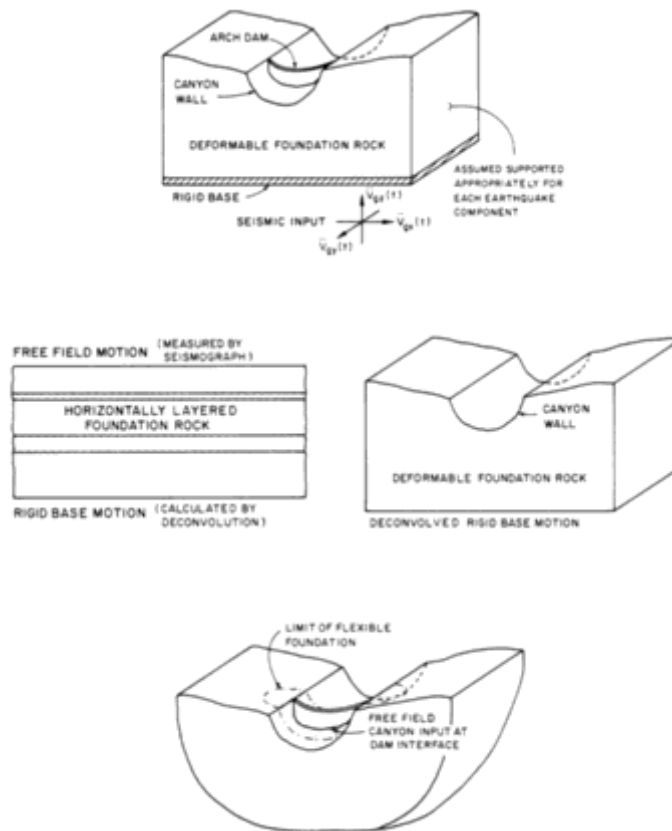 ARCH DAM
CANYON
WALL
DEFORMABLE FOUNDATION ROCK
RIGID BASE
ASSUMED SUPPORTED
APPROPRIATELY FOR
EACH EARTHQUAKE
COMPONENT
SEISMIC INPUT
FREE FIELD MOTION (MEASURED BY
SEISMOGRAPH)
HORIZONTALLY LAYERED
FOUNDATION ROCK
RIGID BASE MOTION (CALCULATED BY
DECONVOLUTION)
CANYON
WALL
DEFORMABLE FOUNDATION ROCK
DECONVOLVED RIGID BASE MOTION
LIMIT OF FLEXIBLE
FOUNDATION
FREE FIELD
CANYON INPUT AT
DAM INTERFACE